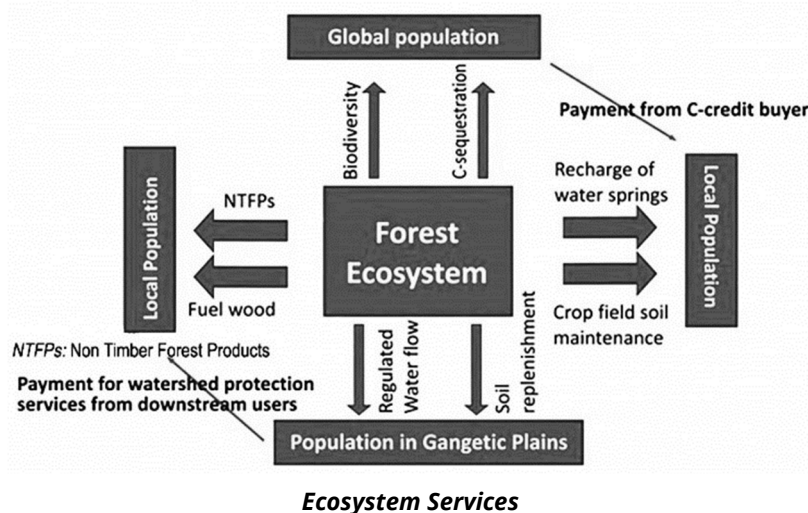 Global population
Payment from C-credit buyer
Biodiversity
C-sequestration
Local Population
NTFPs
Fuel wood
Forest
Ecosystem
Recharge of
water springs
Crop field soil
maintenance
Local Population
NTFPs: Non Timber Forest Products
Payment for watershed protection
services from downstream users
Regulated
Water flow
Soil
replenishment
Population in Gangetic Plains
Ecosystem Services